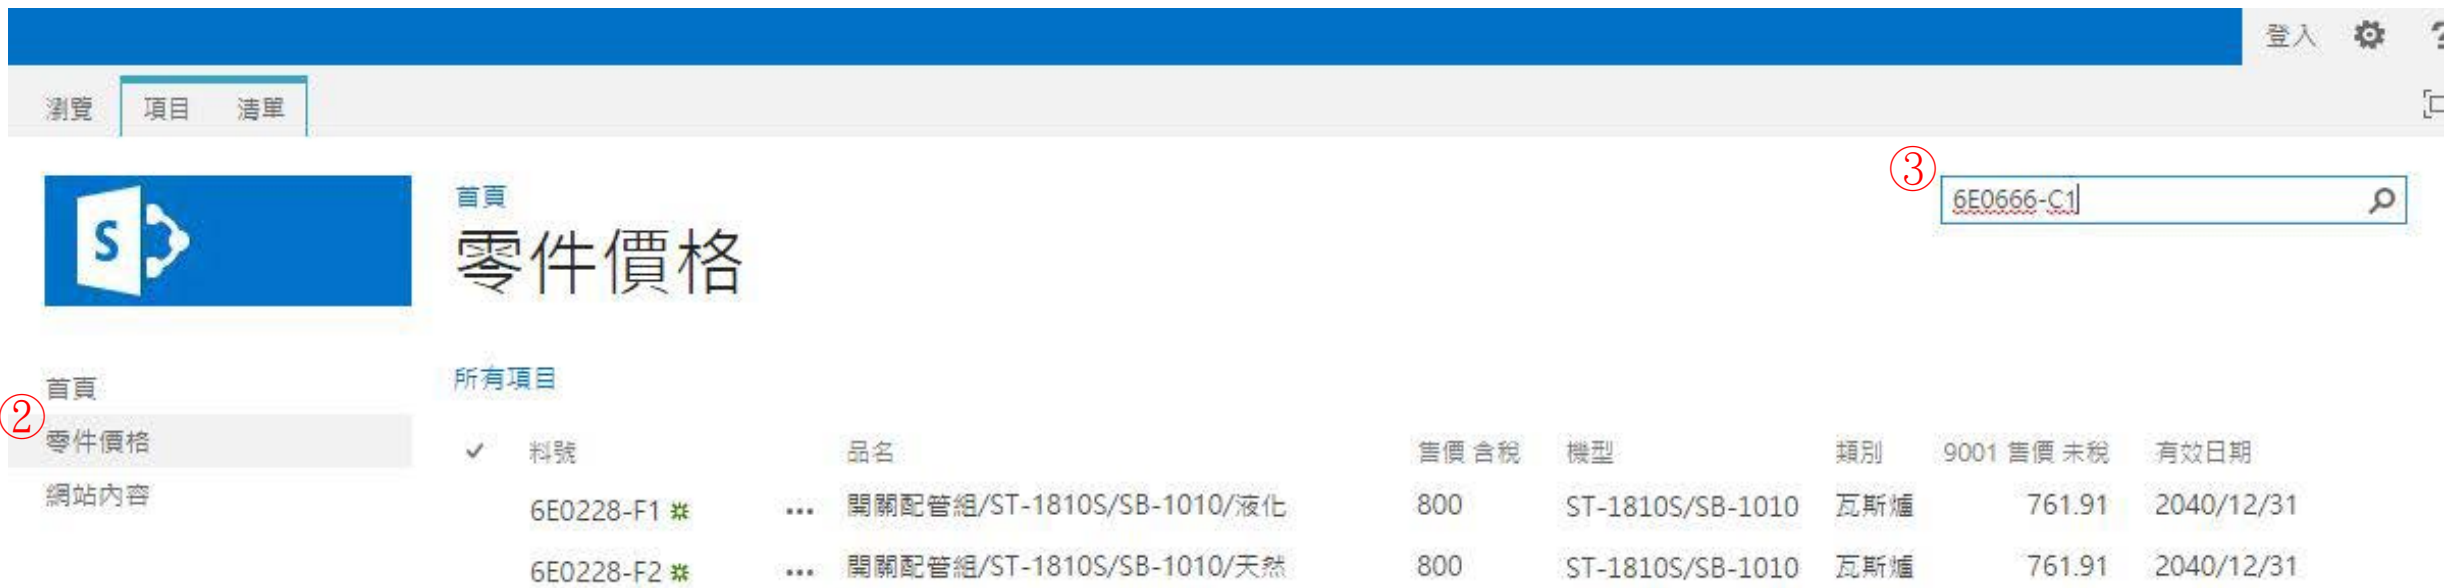 登入 ?
瀏覽 項目 清單
③
6E0666-C1
S
首頁
零件價格
②
首頁
零件價格
網站內容
所有項目
✓ 料號 品名 售價 含稅 機型 類別 9001 售價 未稅 有效日期
6E0228-F1 ... 開關配管組/ST-1810S/SB-1010/液化 800 ST-1810S/SB-1010 瓦斯爐 761.91 2040/12/31
6E0228-F2 ... 開關配管組/ST-1810S/SB-1010/天然 800 ST-1810S/SB-1010 瓦斯爐 761.91 2040/12/31